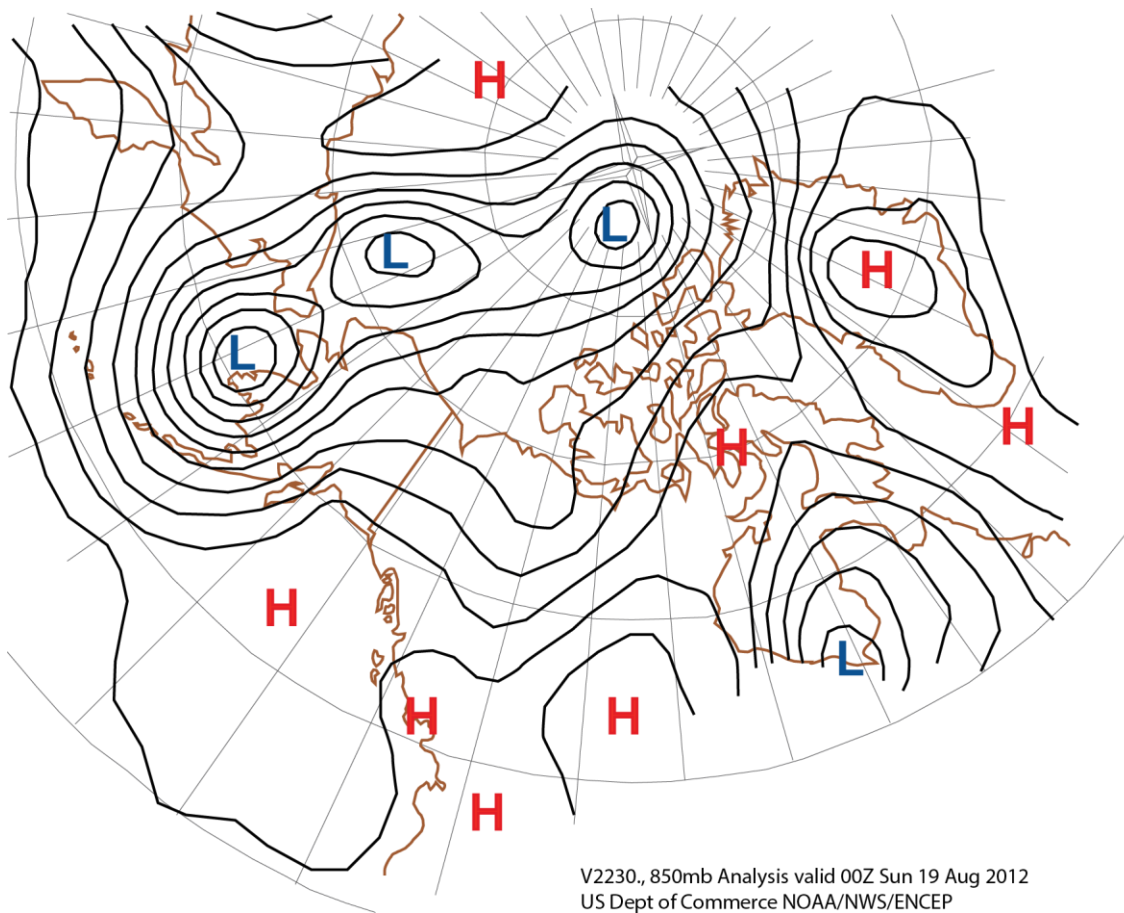 H
L
L
H
L
H
H
H
H
L
H
H
H
V2230., 850mb Analysis valid 00Z Sun 19 Aug 2012
US Dept of Commerce NOAA/NWS/ENCEP